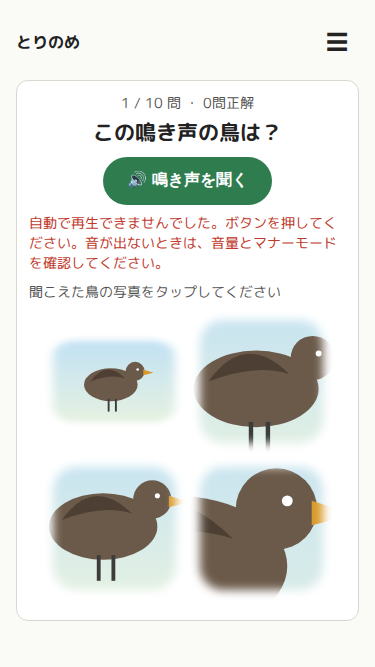 とりのめ
1 / 10 問 ・ 0問正解
この鳴き声の鳥は？
🔊 鳴き声を聞く
自動で再生できませんでした。ボタンを押してく
ださい。音が出ないときは、音量とマナーモード
を確認してください。
聞こえた鳥の写真をタップしてください